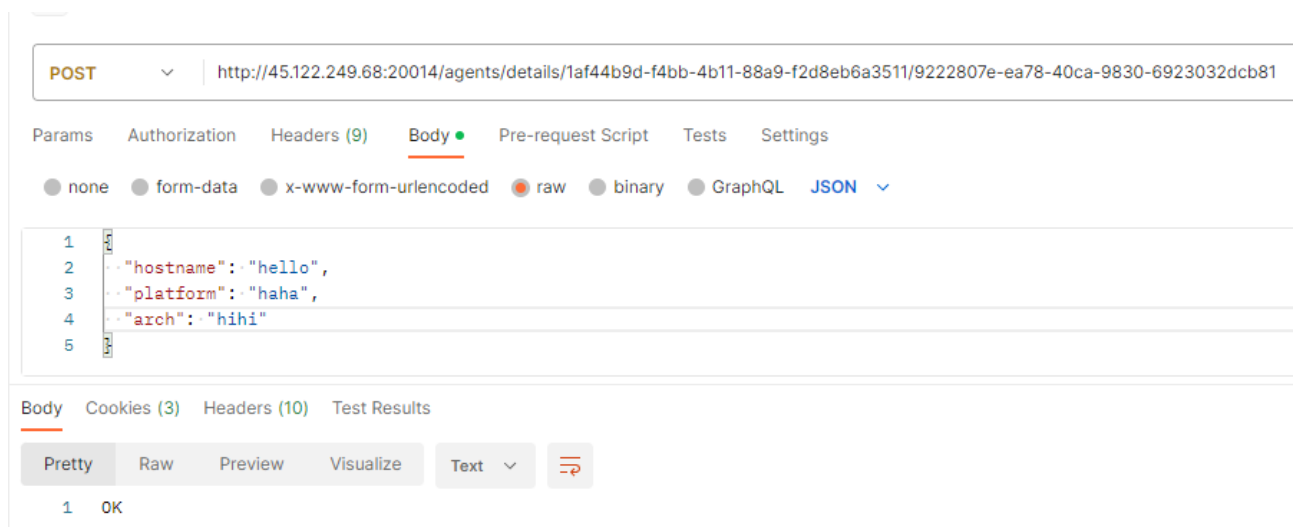 POST http://45.122.249.68:20014/agents/details/1af44b9d-f4bb-4b11-88a9-f2d8eb6a3511/9222807e-ea78-40ca-9830-6923032dcb81
Params Authorization Headers (9) Body Pre-request Script Tests Settings
none form-data x-www-form-urlencoded raw binary GraphQL JSON
1 {
2 "hostname": "hello",
3 "platform": "haha",
4 "arch": "hihi"
5 }
Body Cookies (3) Headers (10) Test Results
Pretty Raw Preview Visualize Text
1 OK